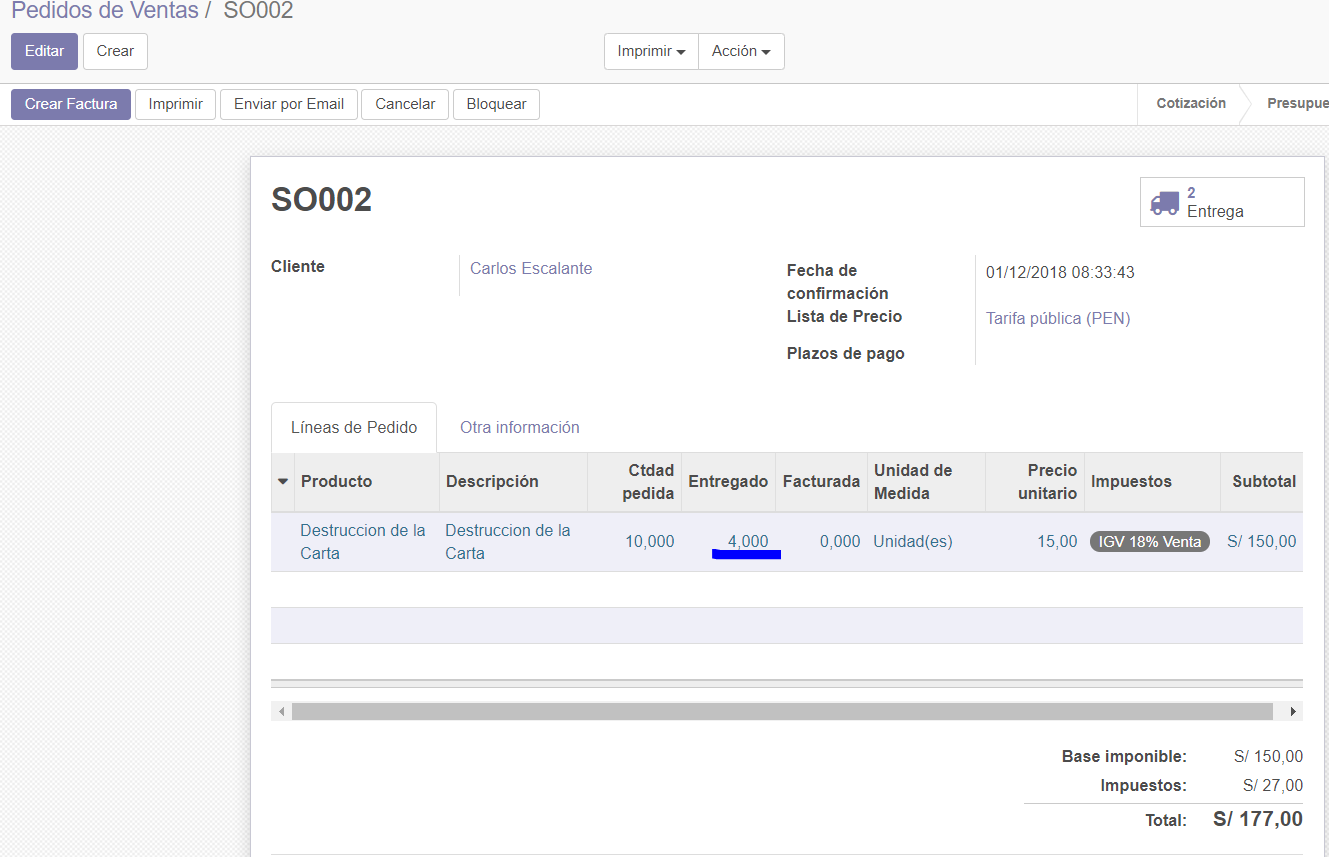 Pedidos de Ventas / SO002
Editar Crear Imprimir Acción
Crear Factura Imprimir Enviar por Email Cancelar Bloquear Cotización Presupue
SO002
2
Entrega
Cliente Carlos Escalante
Fecha de confirmación 01/12/2018 08:33:43
Lista de Precio Tarifa pública (PEN)
Plazos de pago
Líneas de Pedido Otra información
Producto Descripción Ctdad pedida Entregado Facturada Unidad de Medida Precio unitario Impuestos Subtotal
Destruccion de la Carta Destruccion de la Carta 10,000 4,000 0,000 Unidad(es) 15,00 IGV 18% Venta S/ 150,00
Base imponible: S/ 150,00
Impuestos: S/ 27,00
Total: S/ 177,00